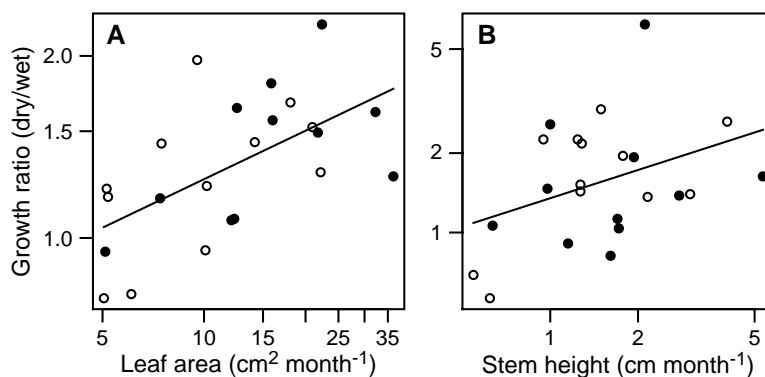 A
B
Growth ratio (dry/wet)
2.0
1.5
1.0
5
2
1
5 10 15 25 35
1 2 5
Leaf area (cm² month⁻¹)
Stem height (cm month⁻¹)